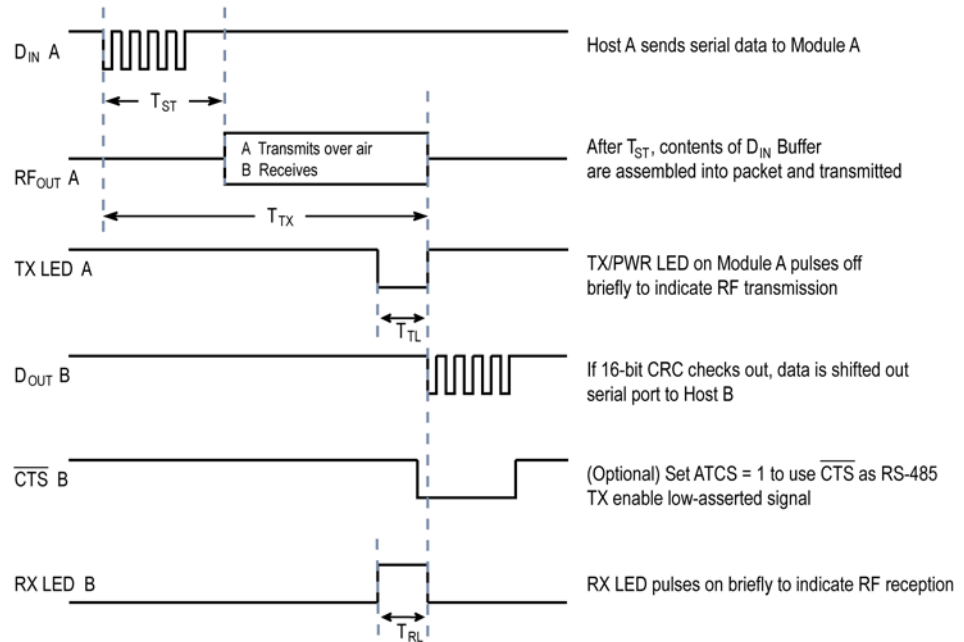 D_IN A
Host A sends serial data to Module A
T_ST
A Transmits over air
B Receives
RF_OUT A
After T_ST, contents of D_IN Buffer
are assembled into packet and transmitted
T_TX
TX LED A
TX/PWR LED on Module A pulses off
briefly to indicate RF transmission
T_TL
D_OUT B
If 16-bit CRC checks out, data is shifted out
serial port to Host B
C̅T̅S̅ B
(Optional) Set ATCS = 1 to use C̅T̅S̅ as RS-485
TX enable low-asserted signal
RX LED B
RX LED pulses on briefly to indicate RF reception
T_RL